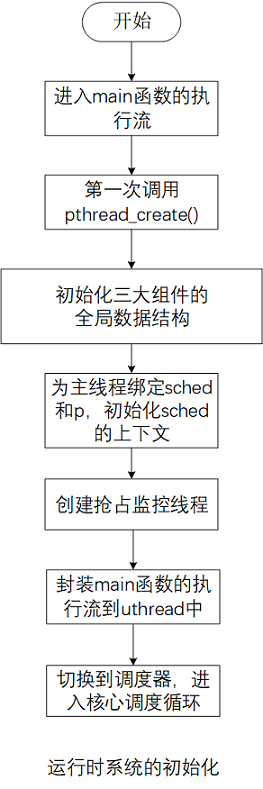 开始
进入main函数的执
行流
第一次调用
pthread_create()
初始化三大组件的
全局数据结构
为主线程绑定sched
和p，初始化sched
的上下文
创建抢占监控线程
封装main函数的执
行流到uthread中
切换到调度器，进
入核心调度循环
运行时系统的初始化